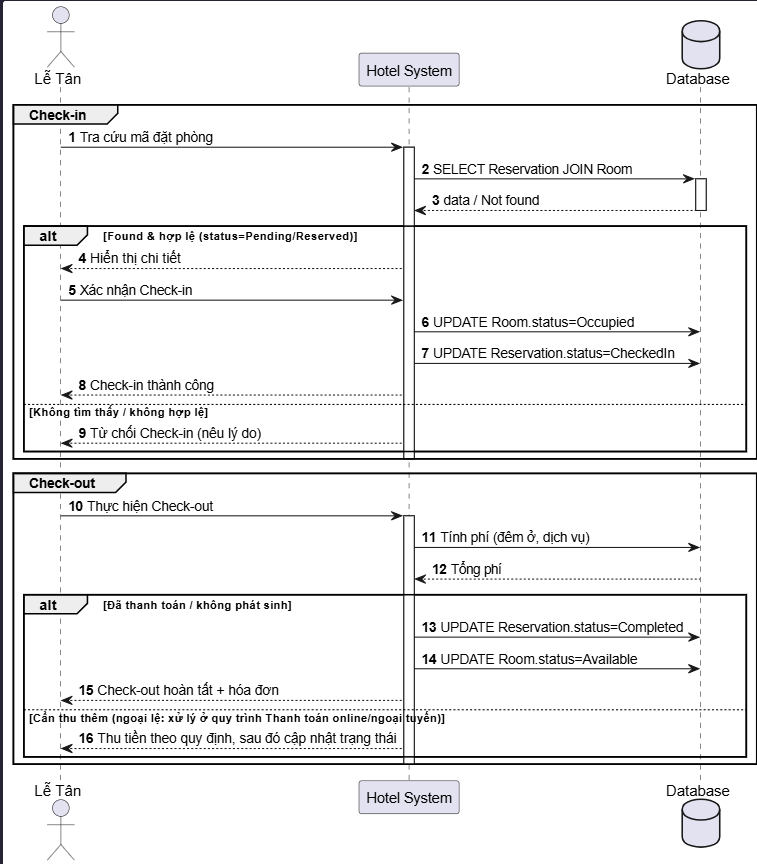 Lễ Tân
Hotel System
Database
Check-in
1 Tra cứu mã đặt phòng
2 SELECT Reservation JOIN Room
3 data / Not found
alt [Found & hợp lệ (status=Pending/Reserved)]
4 Hiển thị chi tiết
5 Xác nhận Check-in
6 UPDATE Room.status=Occupied
7 UPDATE Reservation.status=CheckedIn
8 Check-in thành công
[Không tìm thấy / không hợp lệ]
9 Từ chối Check-in (nêu lý do)
Check-out
10 Thực hiện Check-out
11 Tính phí (đêm ở, dịch vụ)
12 Tổng phí
alt [Đã thanh toán / không phát sinh]
13 UPDATE Reservation.status=Completed
14 UPDATE Room.status=Available
15 Check-out hoàn tất + hóa đơn
[Cần thu thêm (ngoại lệ: xử lý ở quy trình Thanh toán online/ngoại tuyến)]
16 Thu tiền theo quy định, sau đó cập nhật trạng thái
Lễ Tân
Hotel System
Database